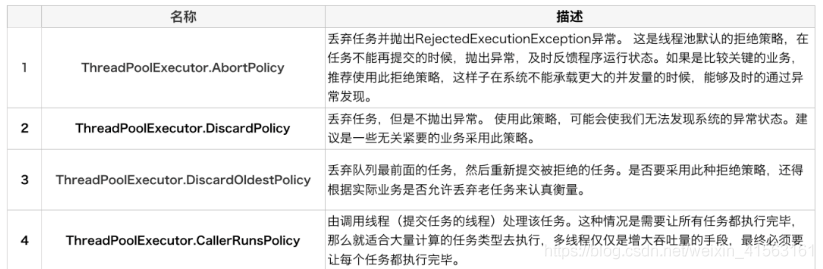 名称 描述
丢弃任务并抛出RejectedExecutionException异常。 这是线程池默认的拒绝策略，在
任务不能再提交的时候，抛出异常，及时反馈程序运行状态。如果是比较关键的业务，
1 ThreadPoolExecutor.AbortPolicy
推荐使用此拒绝策略，这样子在系统不能承载更大的并发量的时候，能够及时的通过异
常发现。
2 ThreadPoolExecutor.DiscardPolicy
丢弃任务，但是不抛出异常。 使用此策略，可能会使我们无法发现系统的异常状态。建
议是一些无关紧要的业务采用此策略。
3 ThreadPoolExecutor.DiscardOldestPolicy
丢弃队列最前面的任务，然后重新提交被拒绝的任务。是否要采用此种拒绝策略，还得
根据实际业务是否允许丢弃老任务来认真衡量。
4 ThreadPoolExecutor.CallerRunsPolicy
由调用线程（提交任务的线程）处理该任务。这种情况是需要让所有任务都执行完毕，
那么就适合大量计算的任务类型去执行，多线程仅仅是增大吞吐量的手段，最终必须要
让每个任务都执行完毕。
https://blog.csdn.net/weixin_41563161